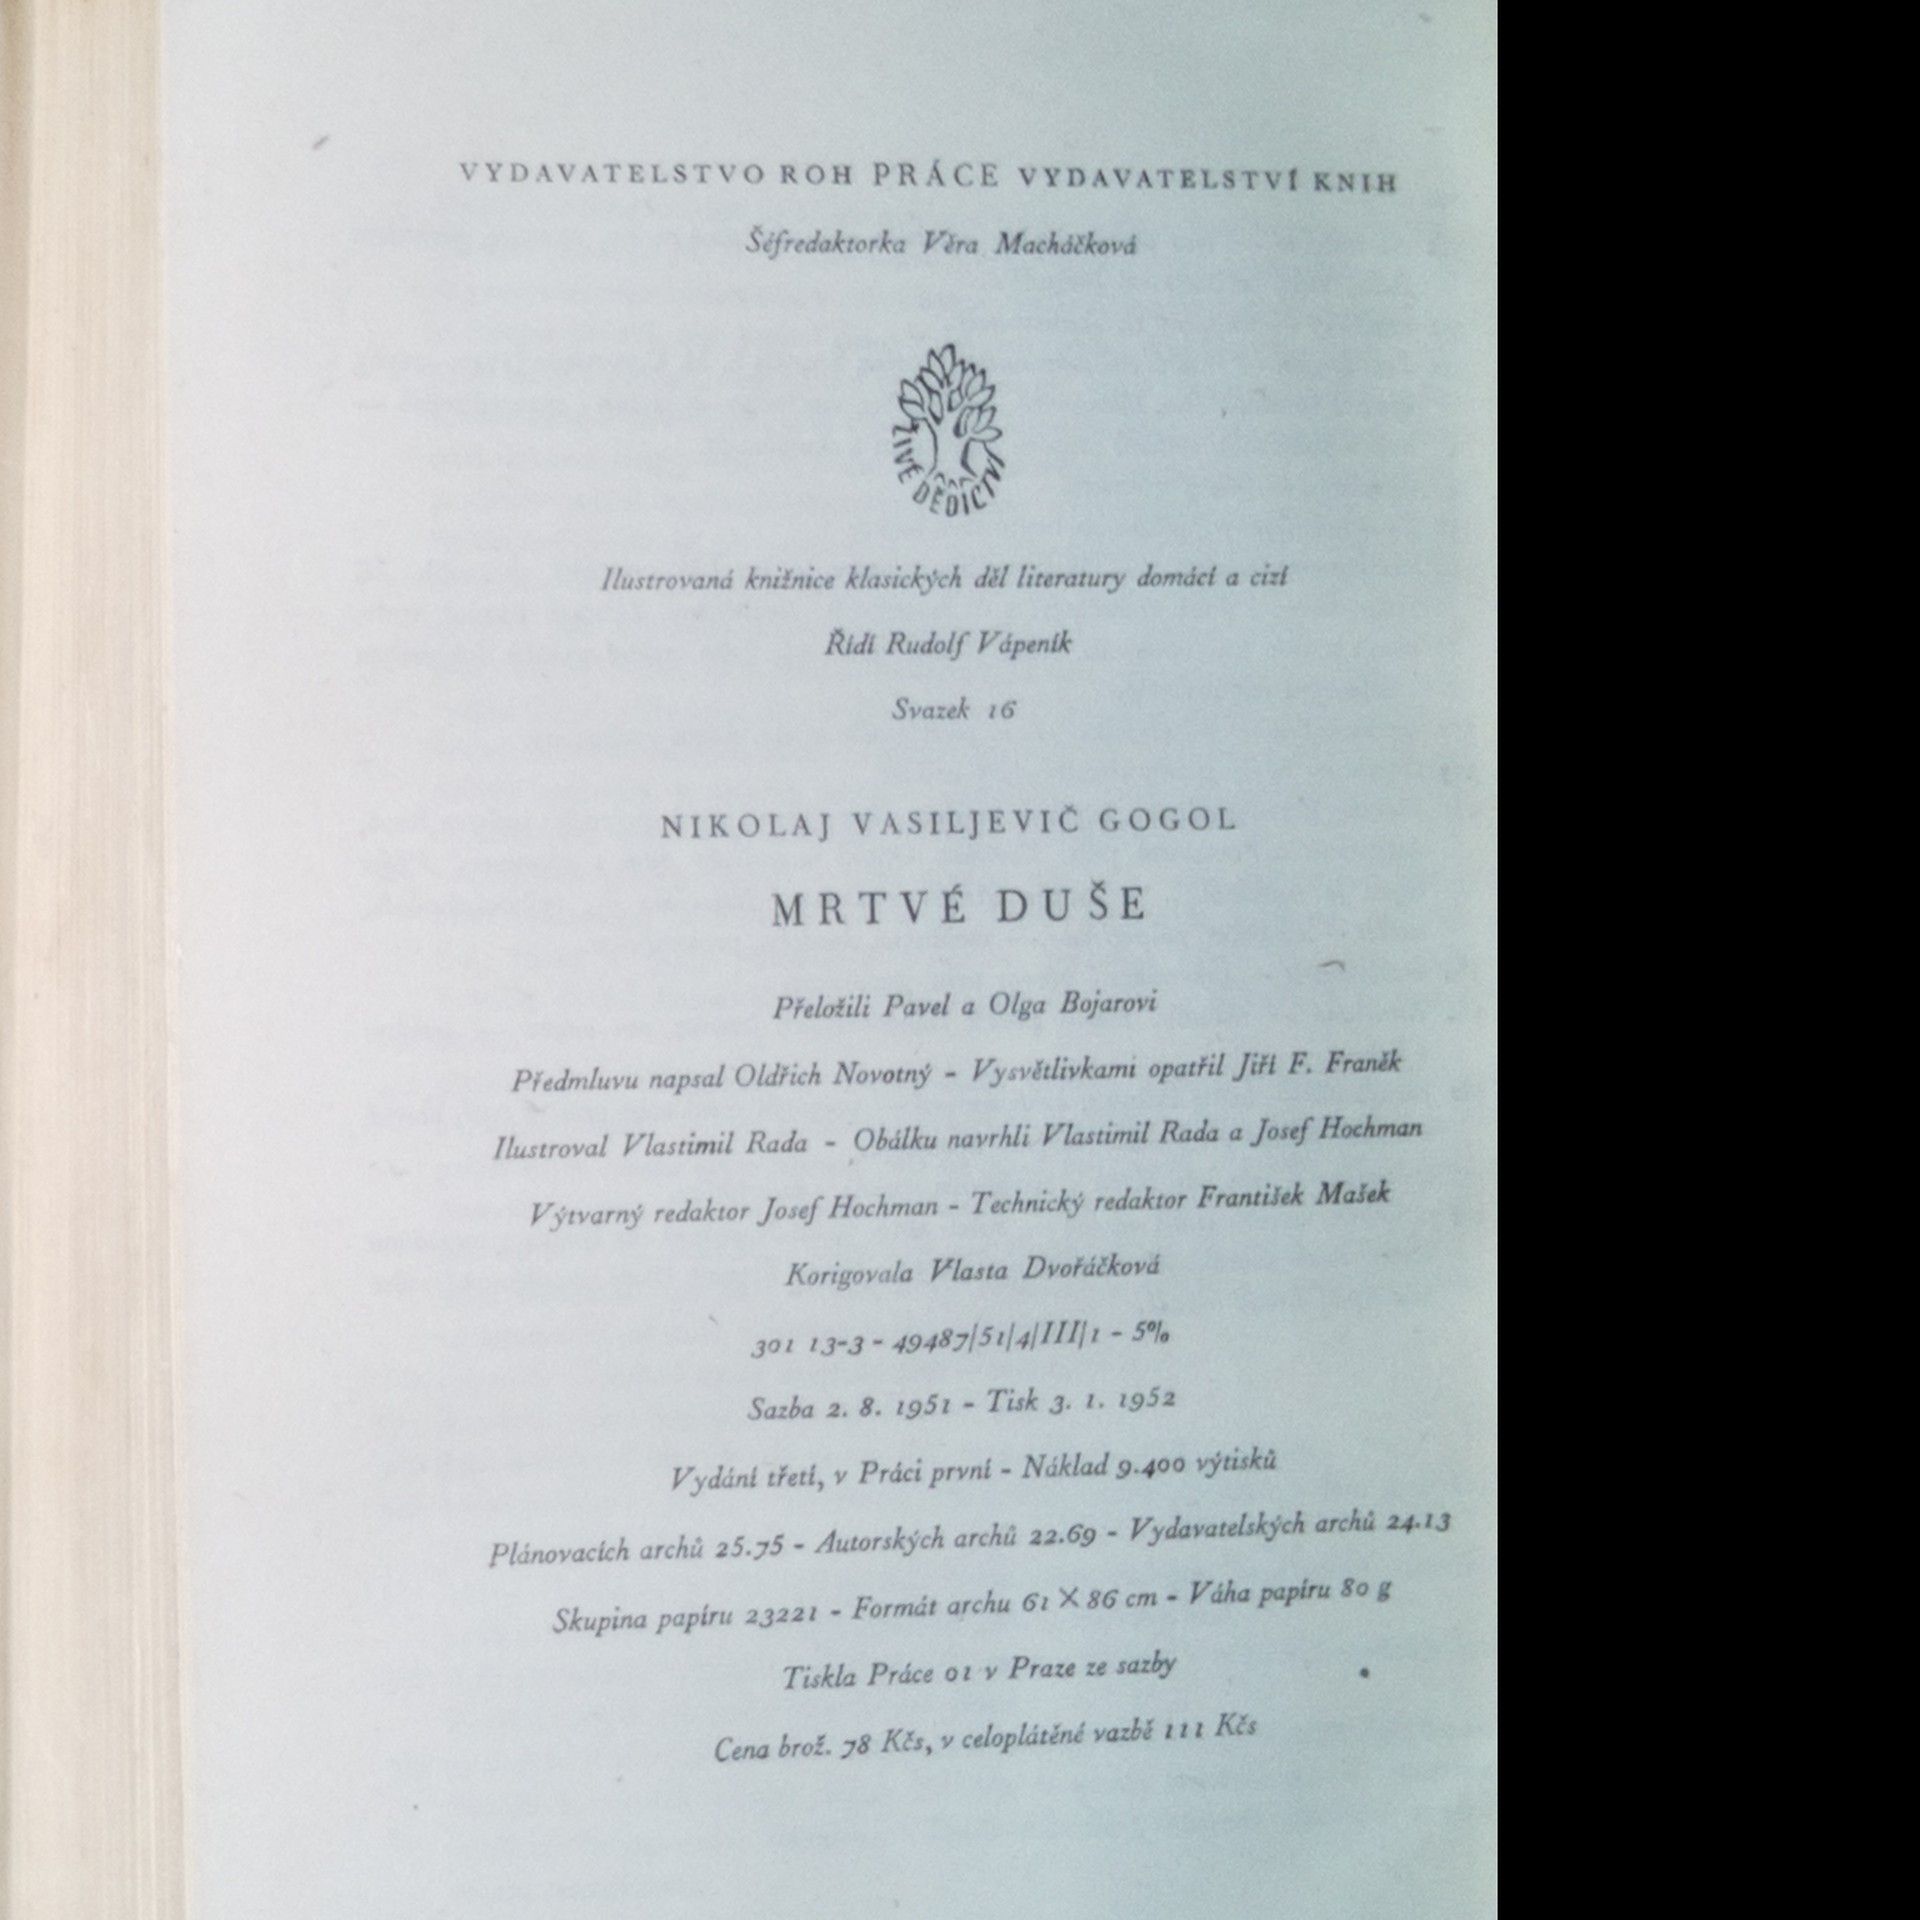 VYDAVATELSTVO ROH PRÁCE VYDAVATELSTVÍ KNIH
Šéfredaktorka Věra Macháčková
ŽIVÉ DĚDICTVÍ
Ilustrovaná knižnice klasických děl literatury domácí a cizí
Řídí Rudolf Vápeník
Svazek 16
NIKOLAJ VASILJEVIČ GOGOL
MRTVÉ DUŠE
Přeložili Pavel a Olga Bojarovi
Předmluvu napsal Oldřich Novotný – Vysvětlivkami opatřil Jiří F. Franěk
Ilustroval Vlastimil Rada – Obálku navrhli Vlastimil Rada a Josef Hochman
Výtvarný redaktor Josef Hochman – Technický redaktor František Mašek
Korigovala Vlasta Dvořáčková
301 13-3 – 49487/51/4/III/1 – 5%
Sazba 2. 8. 1951 – Tisk 3. 1. 1952
Vydání třetí, v Práci první – Náklad 9.400 výtisků
Plánovacích archů 25.75 – Autorských archů 22.69 – Vydavatelských archů 24.13
Skupina papíru 23221 – Formát archu 61 × 86 cm – Váha papíru 80 g
Tiskla Práce 01 v Praze ze sazby
Cena brož. 78 Kčs, v celoplátěné vazbě 111 Kčs